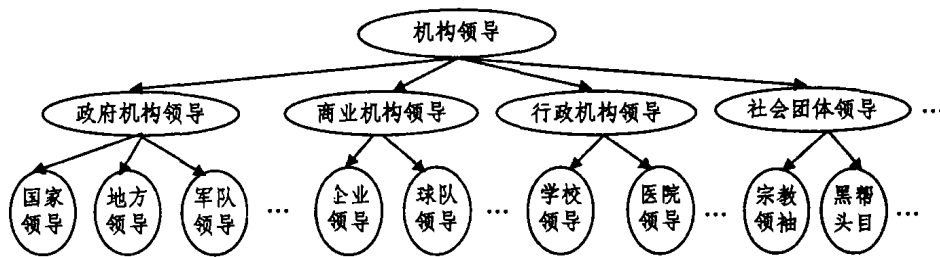 机构领导
政府机构领导
商业机构领导
行政机构领导
社会团体领导
…
国家
领导
地方
领导
军队
领导
…
企业
领导
球队
领导
…
学校
领导
医院
领导
…
宗教
领袖
黑帮
头目
…